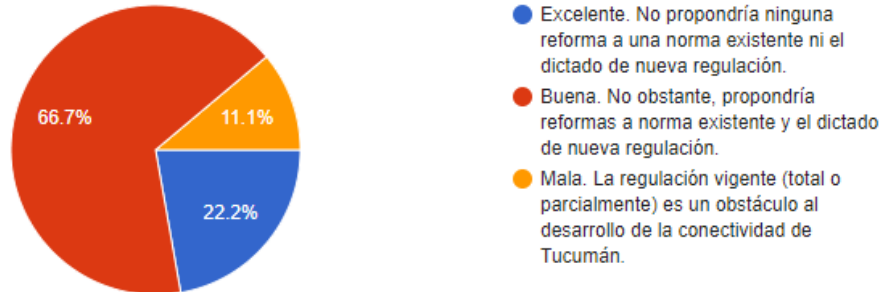 66.7%
11.1%
22.2%
Excelente. No propondría ninguna
reforma a una norma existente ni el
dictado de nueva regulación.
Buena. No obstante, propondría
reformas a norma existente y el dictado
de nueva regulación.
Mala. La regulación vigente (total o
parcialmente) es un obstáculo al
desarrollo de la conectividad de
Tucumán.